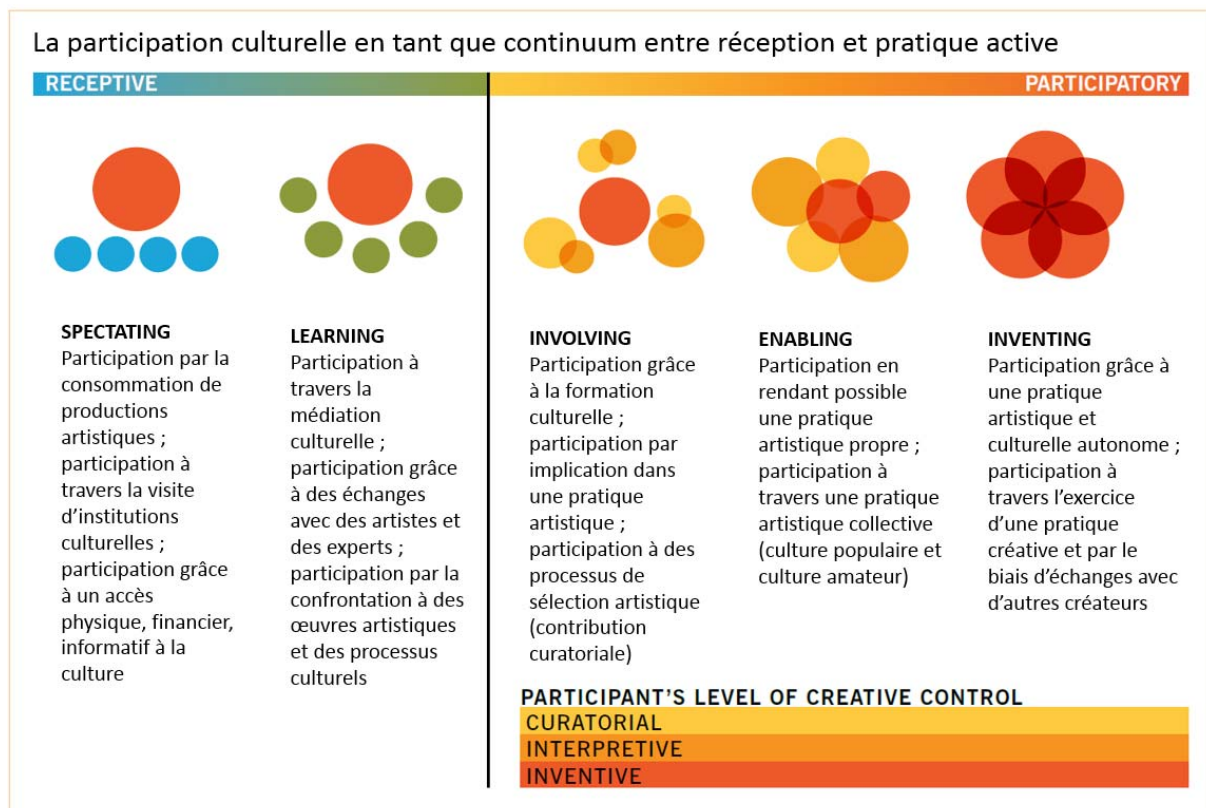 La participation culturelle en tant que continuum entre réception et pratique active
RECEPTIVE
PARTICIPATORY
SPECTATING
Participation par la
consommation de
productions
artistiques ;
participation à
travers la visite
d’institutions
culturelles ;
participation grâce
à un accès
physique, financier,
informatif à la
culture
LEARNING
Participation à
travers la
médiation
culturelle ;
participation grâce
à des échanges
avec des artistes et
des experts ;
participation par la
confrontation à des
œuvres artistiques
et des processus
culturels
INVOLVING
Participation grâce
à la formation
culturelle ;
participation par
implication dans
une pratique
artistique ;
participation à des
processus de
sélection artistique
(contribution
curatoriale)
ENABLING
Participation en
rendant possible
une pratique
artistique propre ;
participation à
travers une pratique
artistique collective
(culture populaire et
culture amateur)
INVENTING
Participation grâce à
une pratique
artistique et
culturelle autonome ;
participation à
travers l’exercice
d’une pratique
créative et par le
biais d’échanges avec
d’autres créateurs
PARTICIPANT’S LEVEL OF CREATIVE CONTROL
CURATORIAL
INTERPRETIVE
INVENTIVE